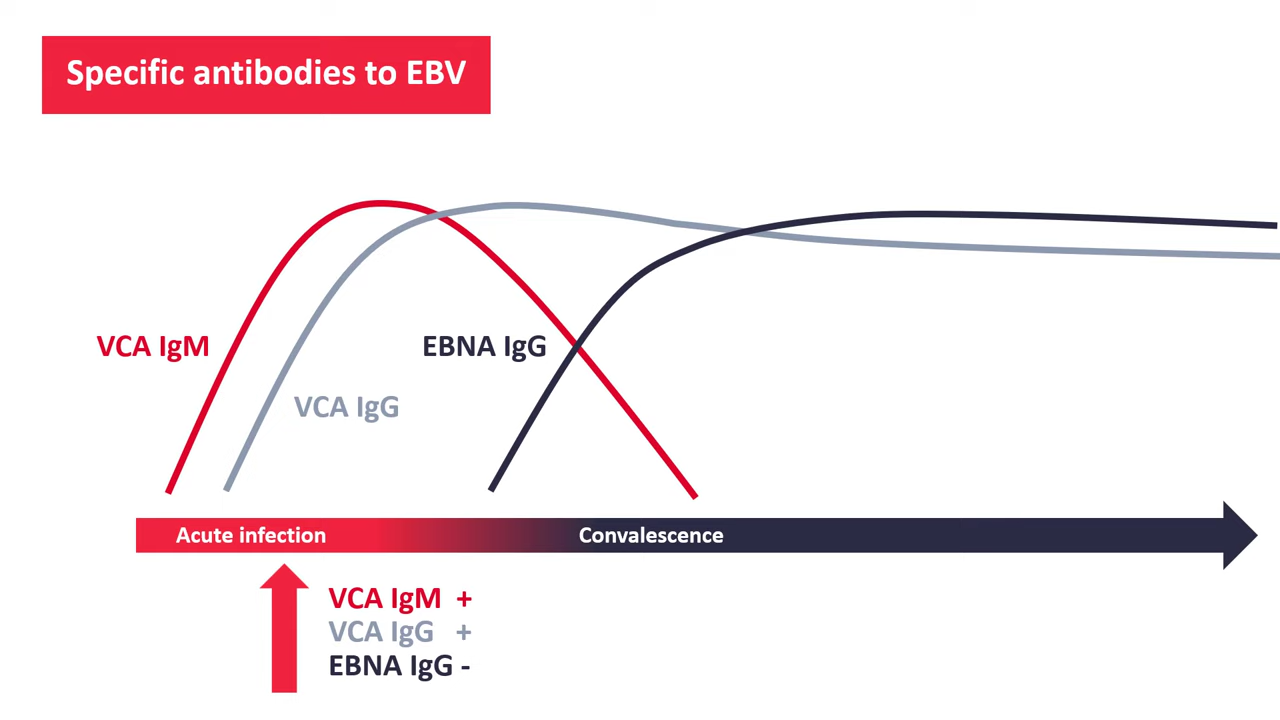 Specific antibodies to EBV
VCA IgM
EBNA IgG
VCA IgG
Acute infection
Convalescence
VCA IgM +
VCA IgG +
EBNA IgG -